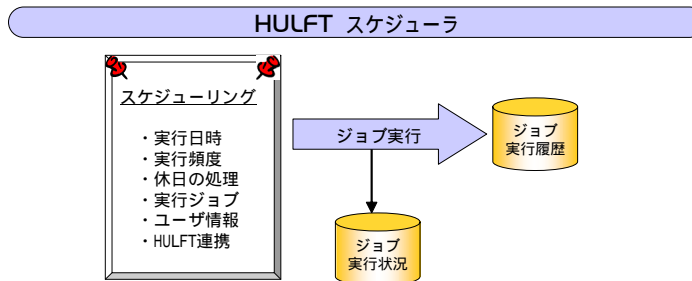 HULFT スケジューラ
スケジューリング
・実行日時
・実行頻度
・休日の処理
・実行ジョブ
・ユーザ情報
・HULFT連携
ジョブ実行
ジョブ
実行履歴
ジョブ
実行状況